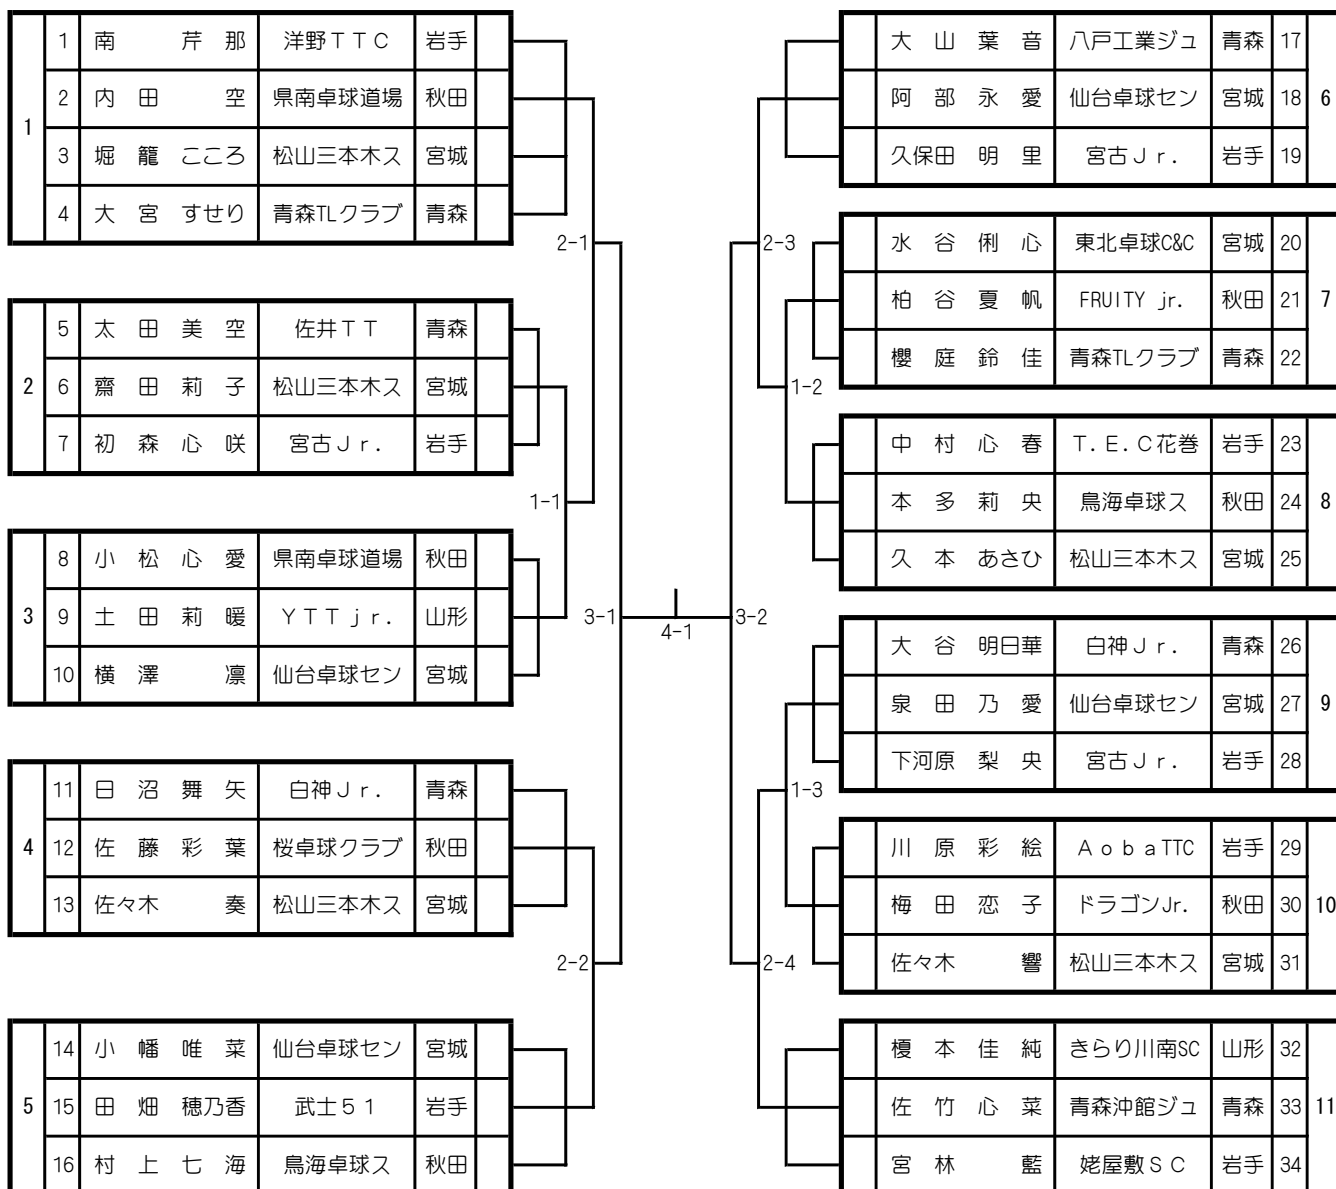 1
1 南 芹 那 洋野ＴＴＣ 岩手
2 内 田 空 県南卓球道場 秋田
3 堀 籠 こころ 松山三本木ス 宮城
4 大 宮 すせり 青森TLクラブ 青森
2
5 太 田 美 空 佐井ＴＴ 青森
6 齋 田 莉 子 松山三本木ス 宮城
7 初 森 心 咲 宮古Ｊｒ. 岩手
3
8 小 松 心 愛 県南卓球道場 秋田
9 土 田 莉 暖 ＹＴＴｊｒ. 山形
10 横 澤 凛 仙台卓球セン 宮城
4
11 日 沼 舞 矢 白神Ｊｒ. 青森
12 佐 藤 彩 葉 桜卓球クラブ 秋田
13 佐々木 奏 松山三本木ス 宮城
5
14 小 幡 唯 菜 仙台卓球セン 宮城
15 田 畑 穂乃香 武士５１ 岩手
16 村 上 七 海 鳥海卓球ス 秋田
2-1
1-1
3-1
2-2
4-1
3-2
2-3
1-2
1-3
2-4
大 山 葉 音 八戸工業ジュ 青森 17
阿 部 永 愛 仙台卓球セン 宮城 18
久保田 明 里 宮古Ｊｒ. 岩手 19
6
水 谷 俐 心 東北卓球C&C 宮城 20
柏 谷 夏 帆 FRUITY jr. 秋田 21
櫻 庭 鈴 佳 青森TLクラブ 青森 22
7
中 村 心 春 Ｔ.Ｅ.Ｃ花巻 岩手 23
本 多 莉 央 鳥海卓球ス 秋田 24
久 本 あさひ 松山三本木ス 宮城 25
8
大 谷 明日華 白神Ｊｒ. 青森 26
泉 田 乃 愛 仙台卓球セン 宮城 27
下河原 梨 央 宮古Ｊｒ. 岩手 28
9
川 原 彩 絵 ＡｏｂａTTC 岩手 29
梅 田 恋 子 ドラゴンJr. 秋田 30
佐々木 響 松山三本木ス 宮城 31
10
榎 本 佳 純 きらり川南SC 山形 32
佐 竹 心 菜 青森沖館ジュ 青森 33
宮 林 藍 姥屋敷ＳＣ 岩手 34
11